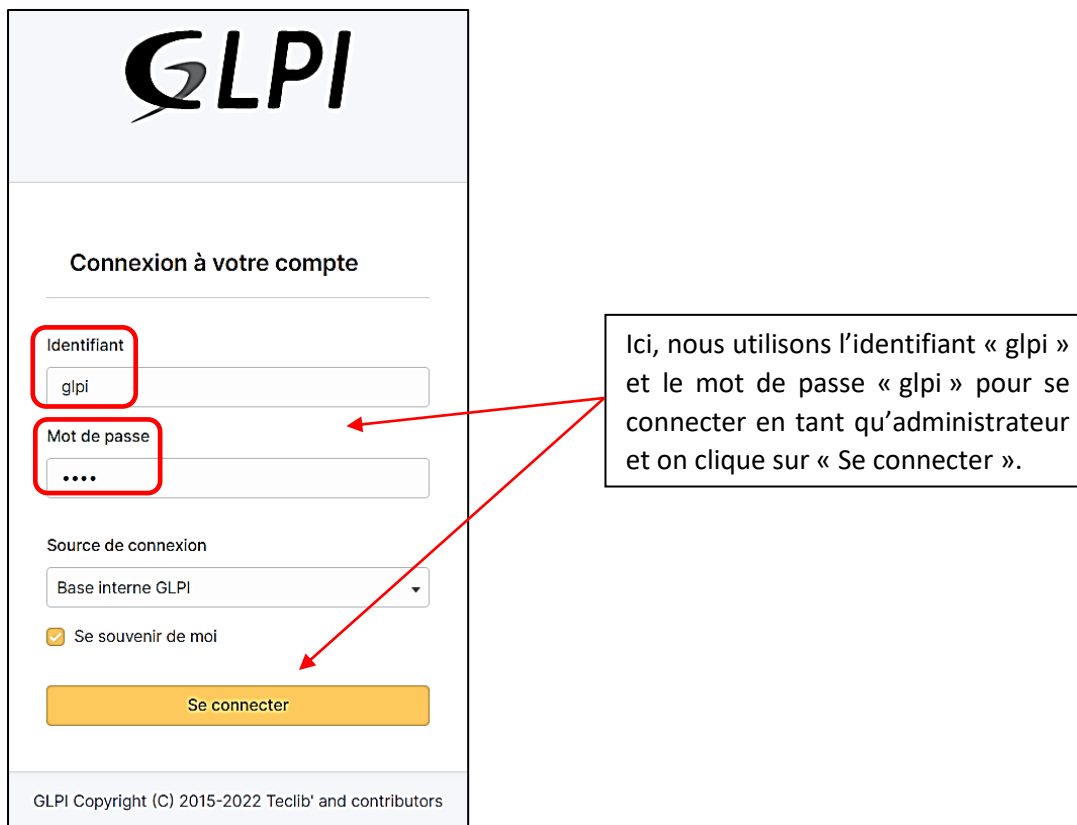 GLPI
Connexion à votre compte
Identifiant
glpi
Mot de passe
••••
Source de connexion
Base interne GLPI
Se souvenir de moi
Se connecter
GLPI Copyright (C) 2015-2022 Teclib' and contributors
Ici, nous utilisons l’identifiant « glpi »
et le mot de passe « glpi » pour se
connecter en tant qu’administrateur
et on clique sur « Se connecter ».